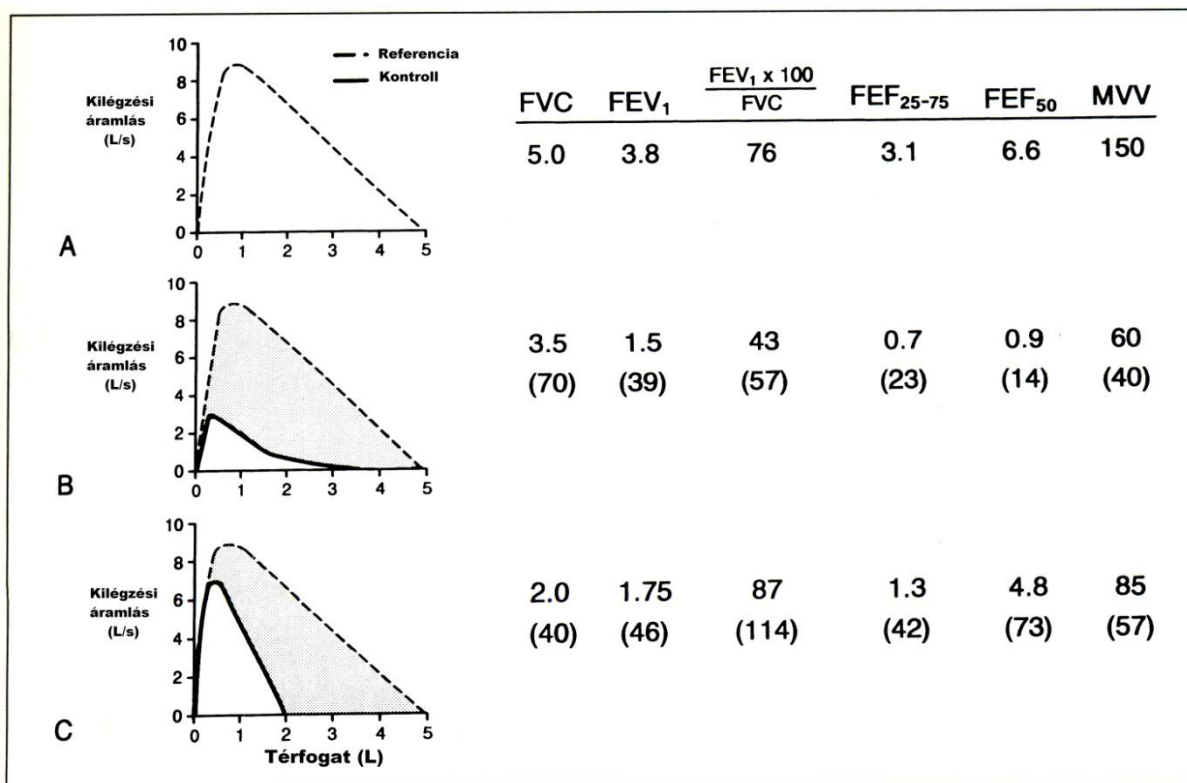 Referencia
Kontroll
Kilégzési
áramlás
(L/s)
10
8
6
4
2
0
0 1 2 3 4 5
A
FVC FEV₁ FEV₁ x 100 / FVC FEF₂₅₋₇₅ FEF₅₀ MVV
5.0 3.8 76 3.1 6.6 150
Kilégzési
áramlás
(L/s)
10
8
6
4
2
0
0 1 2 3 4 5
B
3.5 1.5 43 0.7 0.9 60
(70) (39) (57) (23) (14) (40)
Kilégzési
áramlás
(L/s)
10
8
6
4
2
0
0 1 2 3 4 5
C
Térfogat (L)
2.0 1.75 87 1.3 4.8 85
(40) (46) (114) (42) (73) (57)